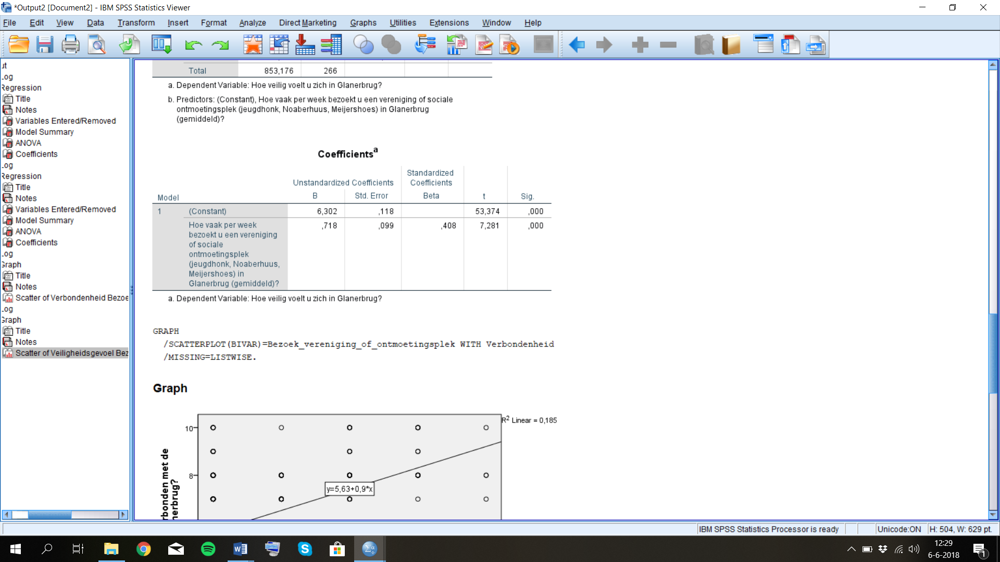 *Output2 [Document2] - IBM SPSS Statistics Viewer
File Edit View Data Transform Insert Format Analyze Direct Marketing Graphs Utilities Extensions Window Help
Log
Regression
Title
Notes
Variables Entered/Removed
Model Summary
ANOVA
Coefficients
Log
Regression
Title
Notes
Variables Entered/Removed
Model Summary
ANOVA
Coefficients
Log
Graph
Title
Notes
Scatter of Verbondenheid Bezoe
Log
Graph
Title
Notes
Scatter of Veiligheidsgevoel Bez
Total 853,176 266
a. Dependent Variable: Hoe veilig voelt u zich in Glanerbrug?
b. Predictors: (Constant), Hoe vaak per week bezoekt u een vereniging of sociale
ontmoetingsplek (jeugdhonk, Noaberhuus, Meijershoes) in Glanerbrug
(gemiddeld)?
Coefficients a
Standardized
Unstandardized Coefficients Coefficients
Model B Std. Error Beta t Sig.
1 (Constant) 6,302 ,118 53,374 ,000
Hoe vaak per week ,718 ,099 ,408 7,281 ,000
bezoekt u een vereniging
of sociale
ontmoetingsplek
(jeugdhonk, Noaberhuus,
Meijershoes) in
Glanerbrug (gemiddeld)?
a. Dependent Variable: Hoe veilig voelt u zich in Glanerbrug?
GRAPH
/SCATTERPLOT(BIVAR)=Bezoek_vereniging_of_ontmoetingsplek WITH Verbondenheid
/MISSING=LISTWISE.
Graph
R2 Linear = 0,185
10
8
y=5,63+0,9*x
rbonden met de
nerbrug?
IBM SPSS Statistics Processor is ready Unicode:ON H: 504, W: 629 pt.
12:29
6-6-2018
1